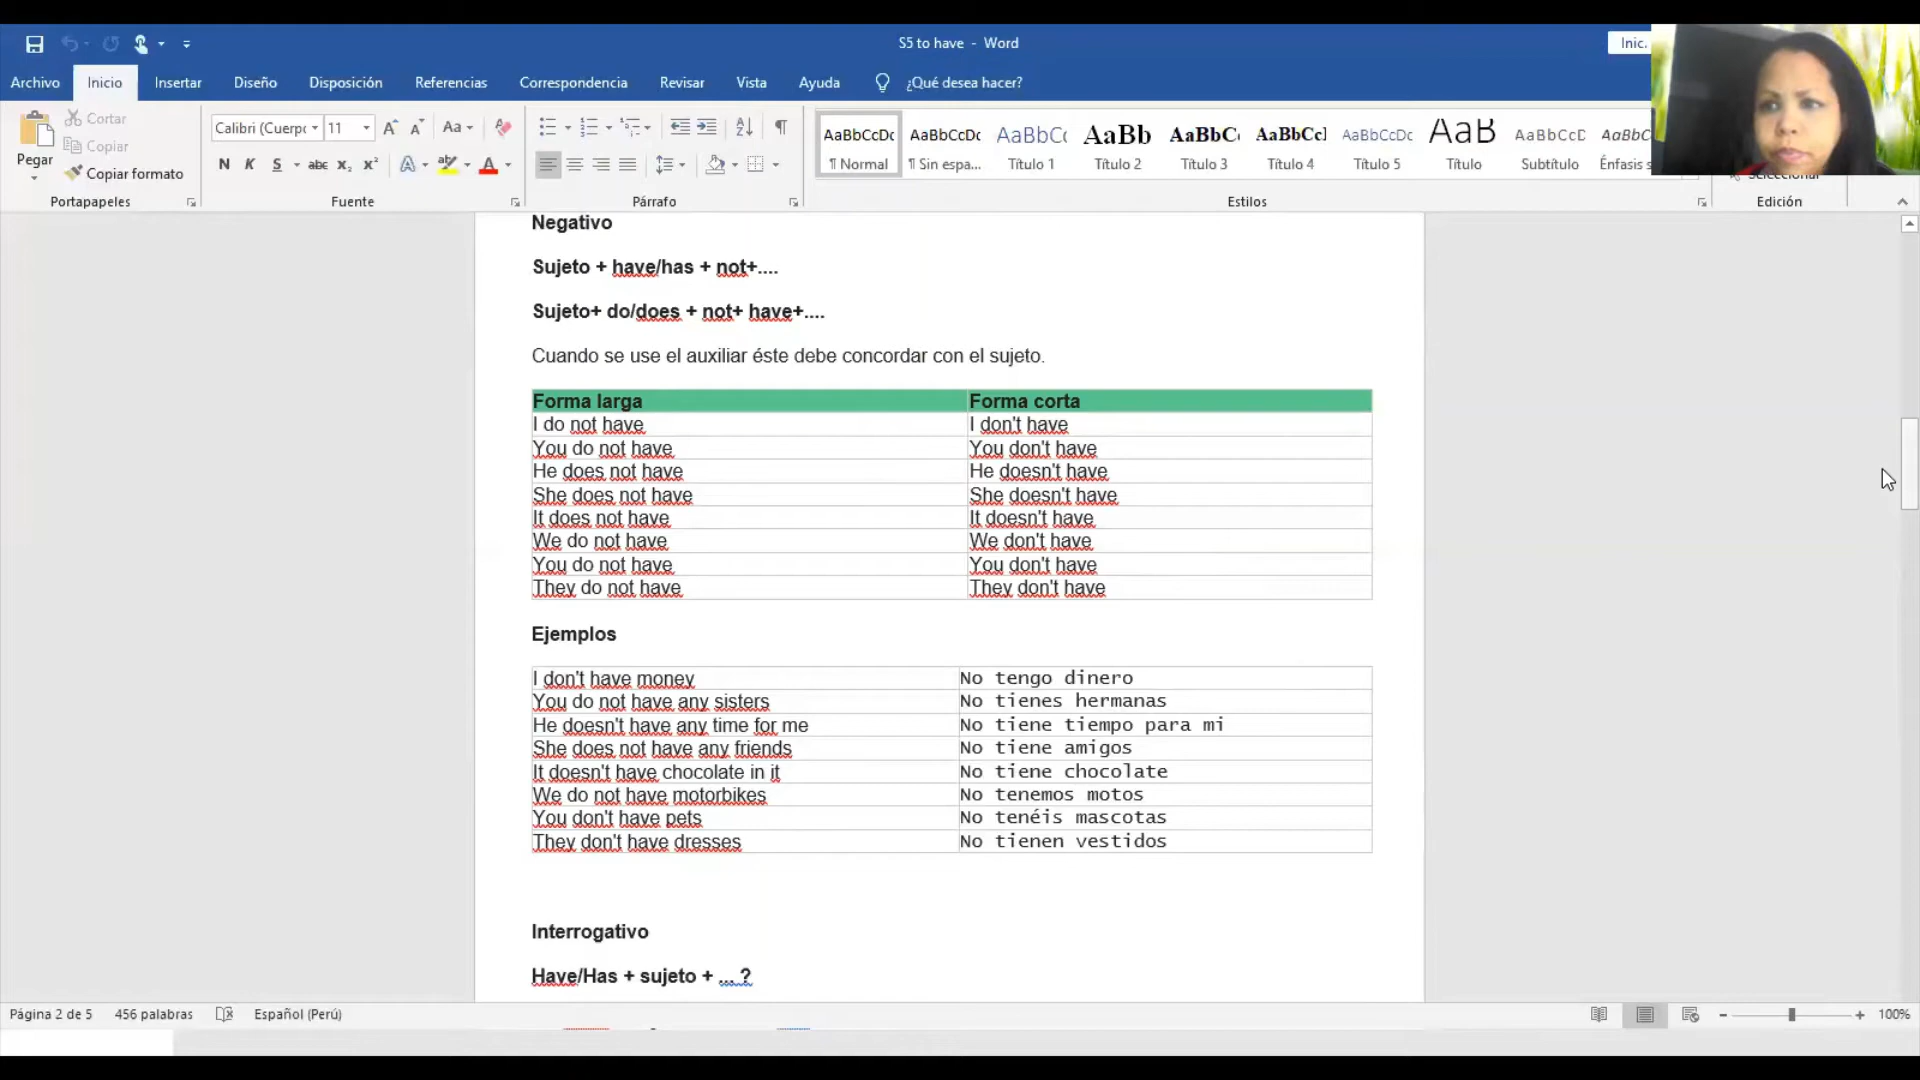 S5 to have - Word
Inic.
Archivo Inicio Insertar Diseño Disposición Referencias Correspondencia Revisar Vista Ayuda ¿Qué desea hacer?
Pegar
Cortar
Copiar
Copiar formato
Portapapeles
Calibri (Cuerpo 11
Aa
N K S abc x₂ x² A A
Fuente
Párrafo
AaBbCcDc AaBbCcDc AaBbC AaBb AaBbC AaBbCcI AaBbCcDc AaB AaBbCcD AaBbC
¶ Normal ¶ Sin espa... Título 1 Título 2 Título 3 Título 4 Título 5 Título Subtítulo Énfasis s
Estilos
Seleccionar
Edición
Negativo
Sujeto + have/has + not+....
Sujeto+ do/does + not+ have+....
Cuando se use el auxiliar éste debe concordar con el sujeto.
Forma larga Forma corta
I do not have I don't have
You do not have You don't have
He does not have He doesn't have
She does not have She doesn't have
It does not have It doesn't have
We do not have We don't have
You do not have You don't have
They do not have They don't have
Ejemplos
I don't have money No tengo dinero
You do not have any sisters No tienes hermanas
He doesn't have any time for me No tiene tiempo para mi
She does not have any friends No tiene amigos
It doesn't have chocolate in it No tiene chocolate
We do not have motorbikes No tenemos motos
You don't have pets No tenéis mascotas
They don't have dresses No tienen vestidos
Interrogativo
Have/Has + sujeto + ... ?
Página 2 de 5 456 palabras Español (Perú) 100%